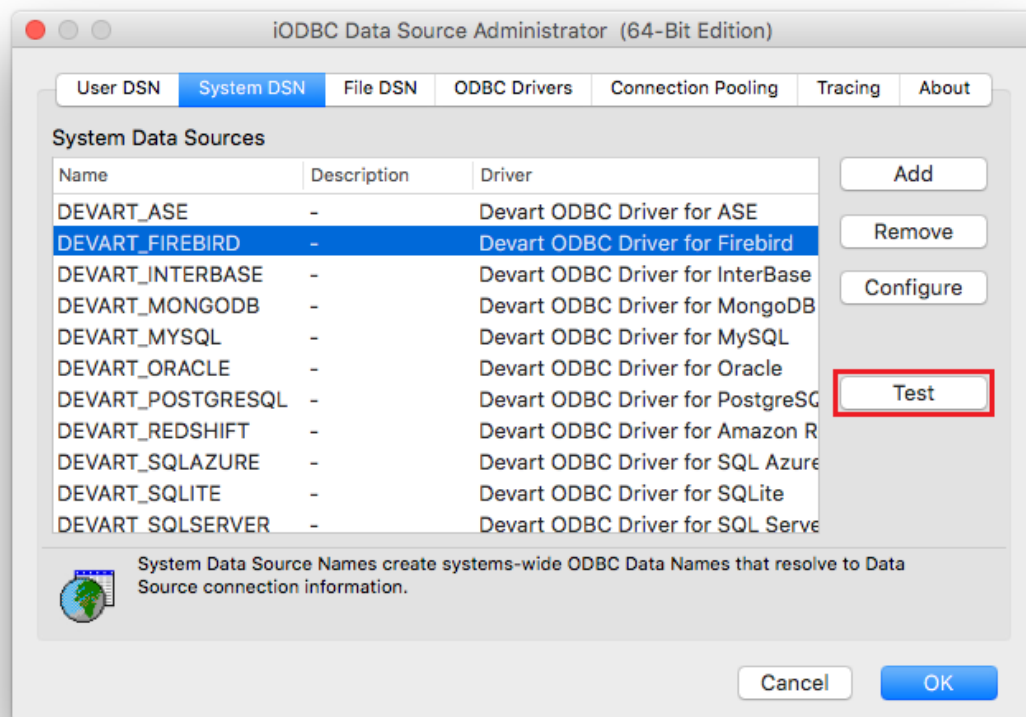 iODBC Data Source Administrator (64-Bit Edition)
User DSN System DSN File DSN ODBC Drivers Connection Pooling Tracing About
System Data Sources
Name Description Driver
DEVART_ASE - Devart ODBC Driver for ASE
DEVART_FIREBIRD - Devart ODBC Driver for Firebird
DEVART_INTERBASE - Devart ODBC Driver for InterBase
DEVART_MONGODB - Devart ODBC Driver for MongoDB
DEVART_MYSQL - Devart ODBC Driver for MySQL
DEVART_ORACLE - Devart ODBC Driver for Oracle
DEVART_POSTGRESQL - Devart ODBC Driver for PostgreSQ
DEVART_REDSHIFT - Devart ODBC Driver for Amazon R
DEVART_SQLAZURE - Devart ODBC Driver for SQL Azure
DEVART_SQLITE - Devart ODBC Driver for SQLite
DEVART_SQLSERVER - Devart ODBC Driver for SQL Serve
Add
Remove
Configure
Test
System Data Source Names create systems-wide ODBC Data Names that resolve to Data
Source connection information.
Cancel OK